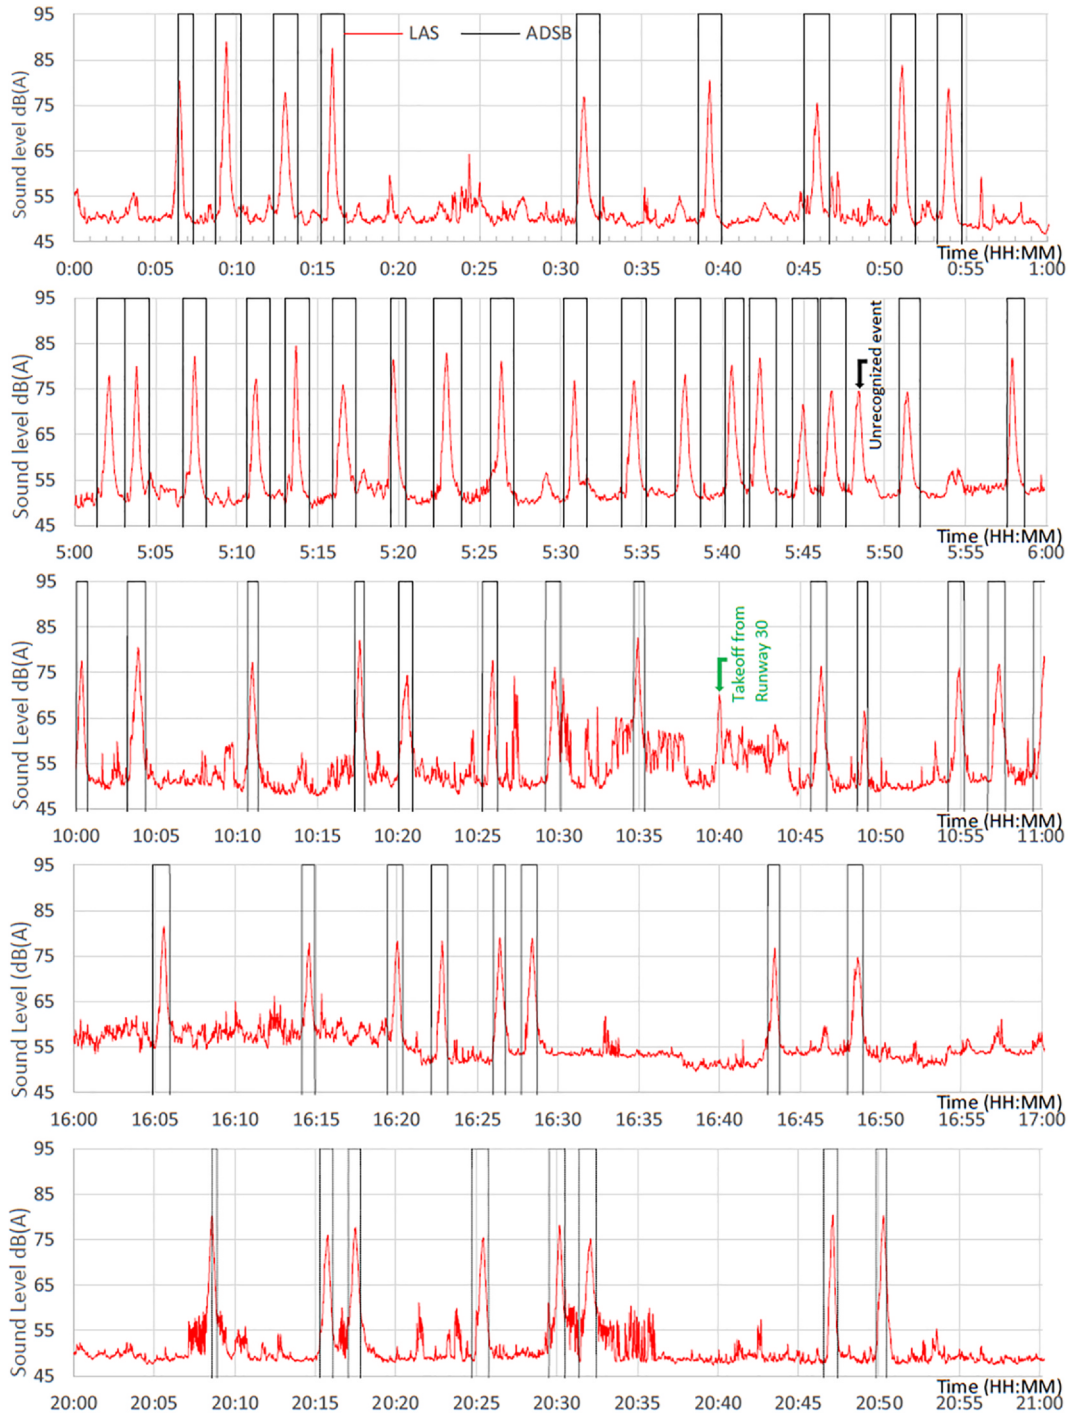 95
85
75
65
55
45
Sound level dB(A)
LAS
ADSB
Time (HH:MM)
0:00 0:05 0:10 0:15 0:20 0:25 0:30 0:35 0:40 0:45 0:50 0:55 1:00
95
85
75
65
55
45
Sound level dB(A)
Unrecognized event
Time (HH:MM)
5:00 5:05 5:10 5:15 5:20 5:25 5:30 5:35 5:40 5:45 5:50 5:55 6:00
95
85
75
65
55
45
Sound Level dB(A)
Takeoff from
Runway 30
Time (HH:MM)
10:00 10:05 10:11 10:15 10:20 10:25 10:30 10:35 10:40 10:45 10:50 10:55 11:00
95
85
75
65
55
45
Sound Level (dB(A)
Time (HH:MM)
16:00 16:05 16:10 16:15 16:20 16:25 16:30 16:35 16:40 16:45 16:50 16:55 17:00
95
85
75
65
55
45
Sound Level dB(A)
Time (HH:MM)
20:00 20:05 20:10 20:15 20:20 20:25 20:30 20:35 20:40 20:45 20:50 20:55 21:00